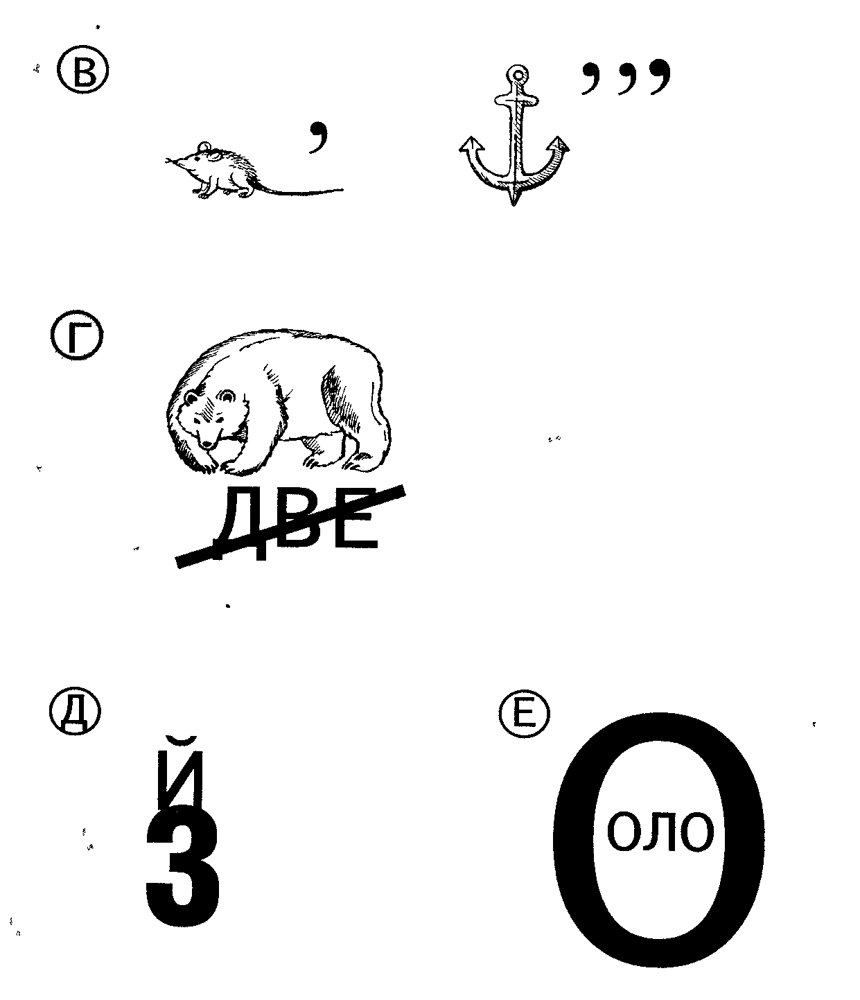 В
, ,,,
Г
ДВЕ
Д
Й
3
Е
О
ОЛО